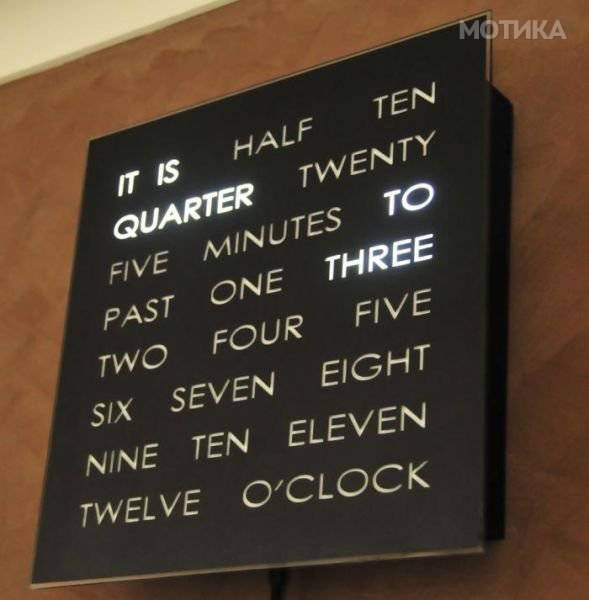 МОТИКА
IT IS HALF TEN
QUARTER TWENTY
FIVE MINUTES TO
PAST ONE THREE
TWO FOUR FIVE
SIX SEVEN EIGHT
NINE TEN ELEVEN
TWELVE O'CLOCK